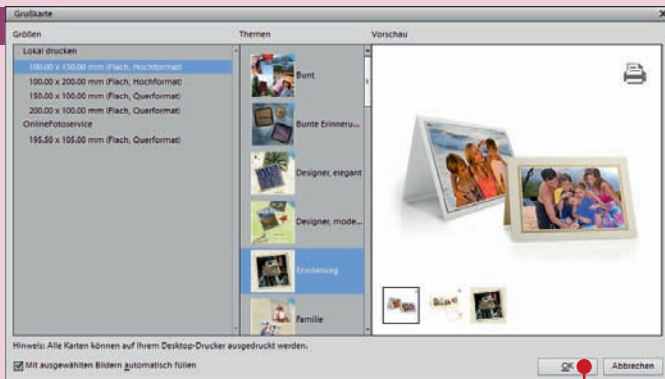 Grußkarte
Größen
Themen
Vorschau
Lokal drucken
100.00 x 150.00 mm (Flach, Hochformat)
100.00 x 200.00 mm (Flach, Hochformat)
150.00 x 100.00 mm (Flach, Querformat)
200.00 x 100.00 mm (Flach, Querformat)
OnlineFotoservice
195.50 x 105.00 mm (Flach, Querformat)
Bunt
Bunte Erinneru...
Designer, elegant
Designer, mode...
Erinnerung
Familie
Hinweis: Alle Karten können auf Ihrem Desktop-Drucker ausgedruckt werden.
Mit ausgewählten Bildern automatisch füllen
OK
Abbrechen